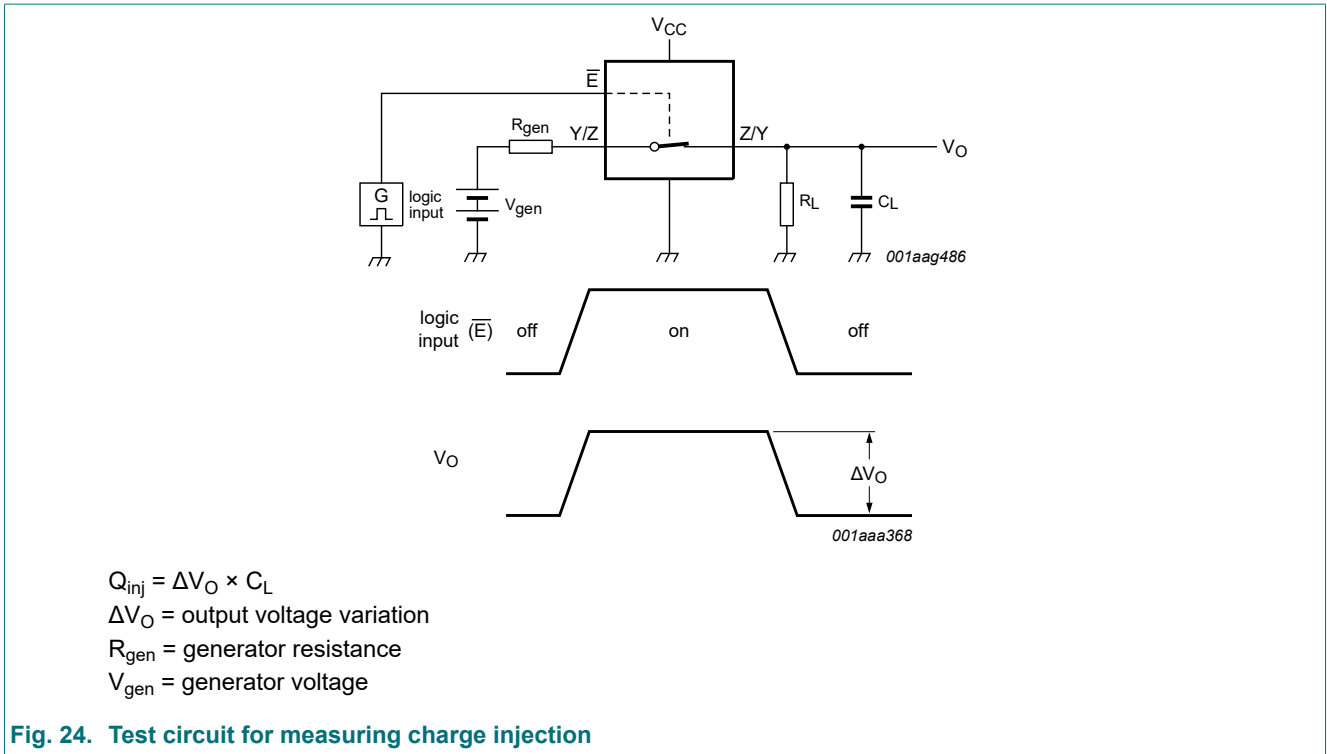 VCC
E̅
Rgen
Y/Z
Z/Y
VO
G
logic
input
Vgen
RL
CL
001aag486
logic
input
(E̅)
off
on
off
VO
ΔVO
001aaa368
Qinj = ΔVO × CL
ΔVO = output voltage variation
Rgen = generator resistance
Vgen = generator voltage
Fig. 24. Test circuit for measuring charge injection